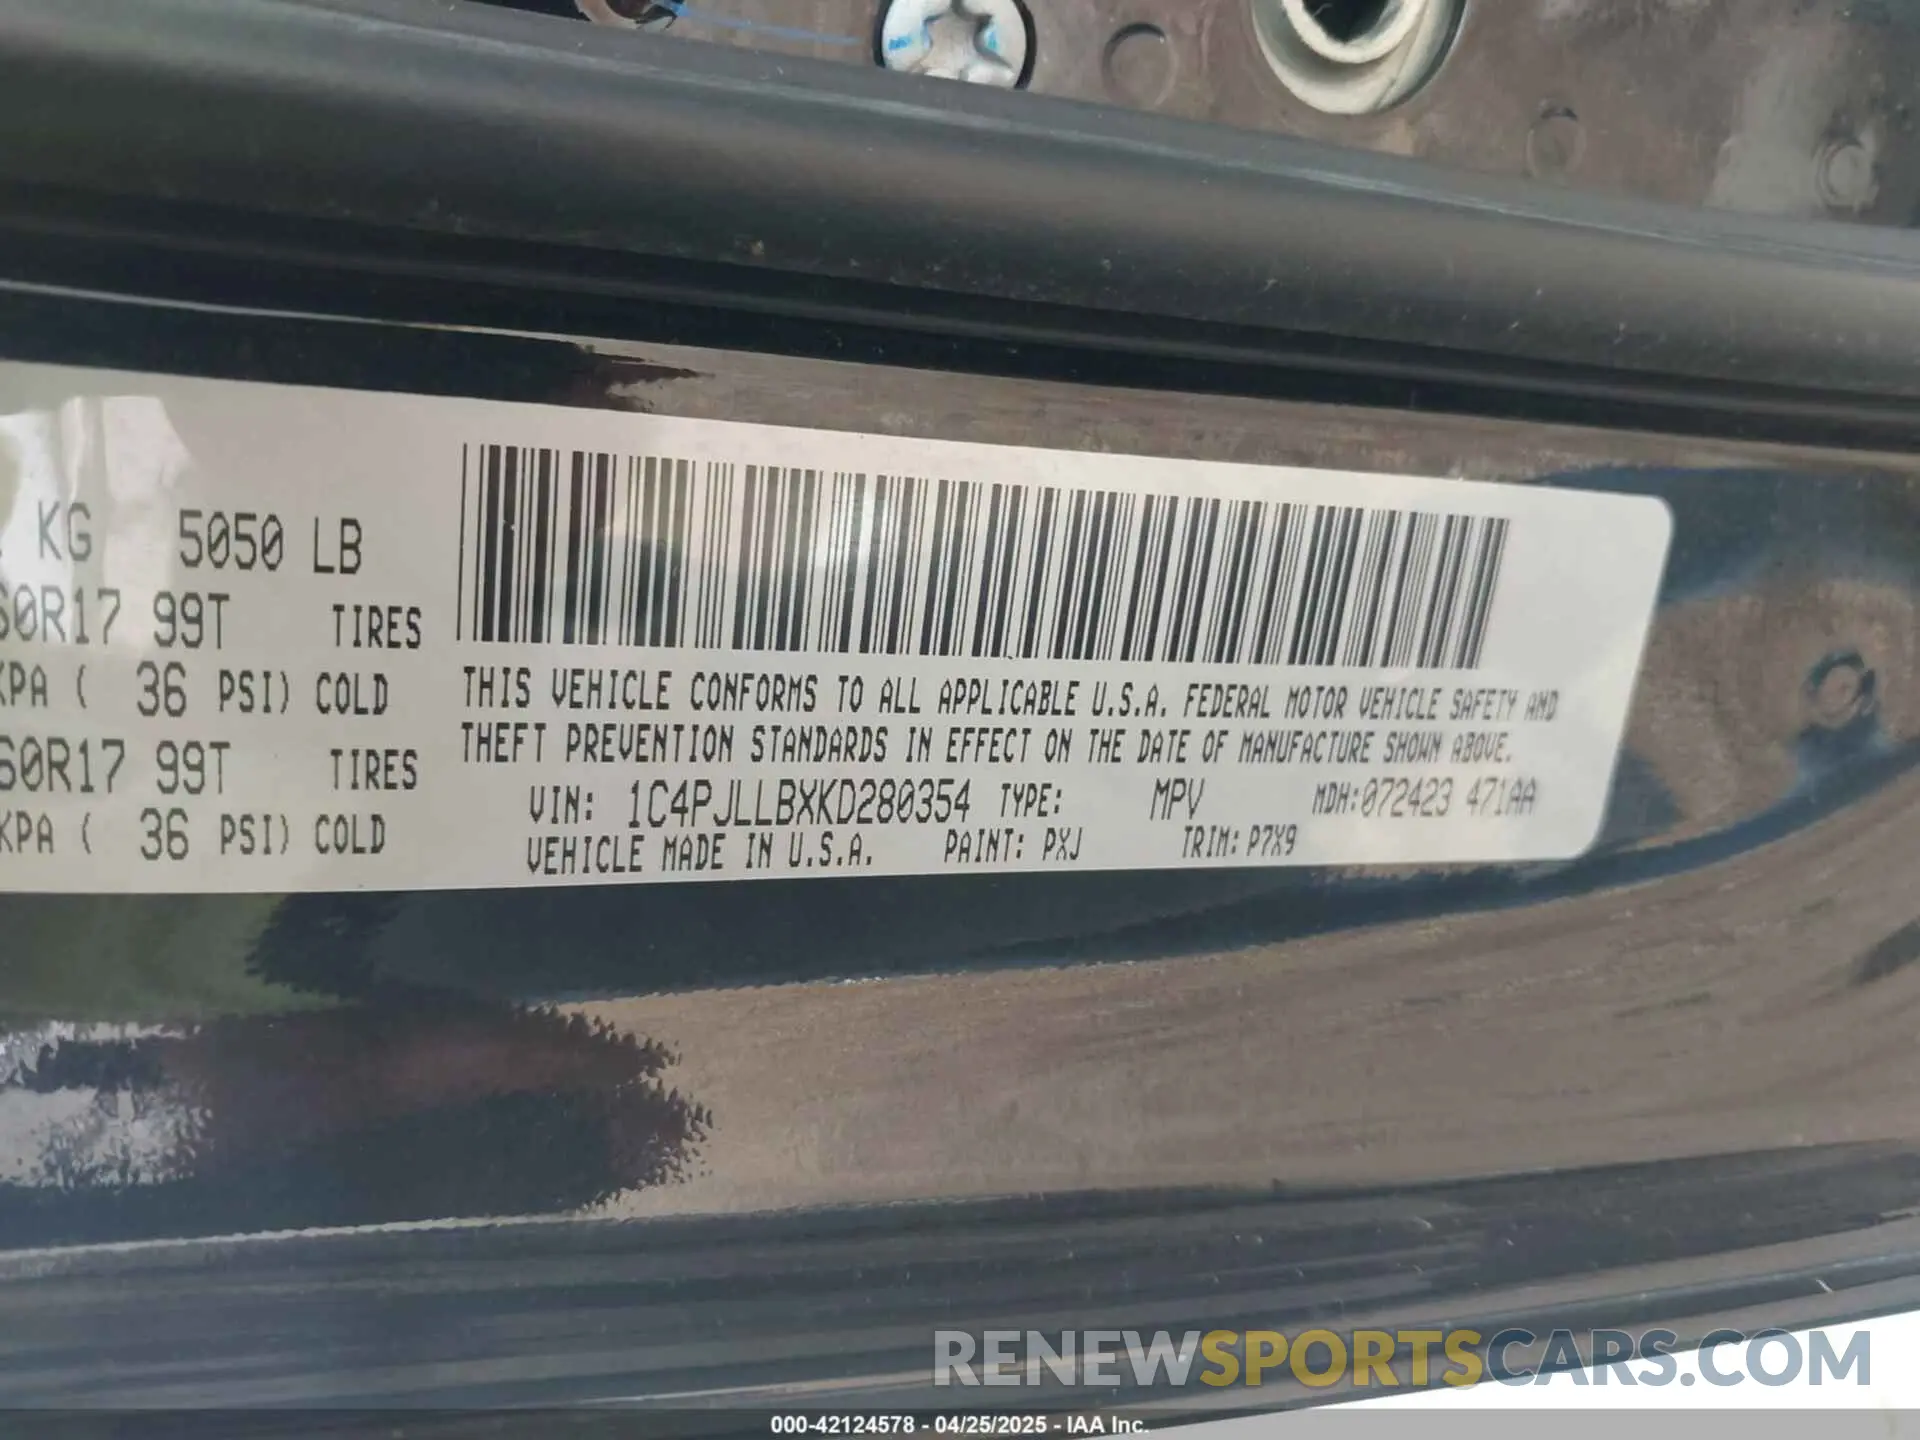 KG 5050 LB
60R17 99T TIRES
KPA ( 36 PSI) COLD
60R17 99T TIRES
KPA ( 36 PSI) COLD
THIS VEHICLE CONFORMS TO ALL APPLICABLE U.S.A. FEDERAL MOTOR VEHICLE SAFETY AND
THEFT PREVENTION STANDARDS IN EFFECT ON THE DATE OF MANUFACTURE SHOWN ABOVE.
VIN: 1C4PJLLBXKD280354 TYPE: MPV MDH:072423 471AA
VEHICLE MADE IN U.S.A. PAINT: PXJ TRIM: P7X9
RENEWSPORTSCARS.COM
000-42124578 - 04/25/2025 - IAA Inc.